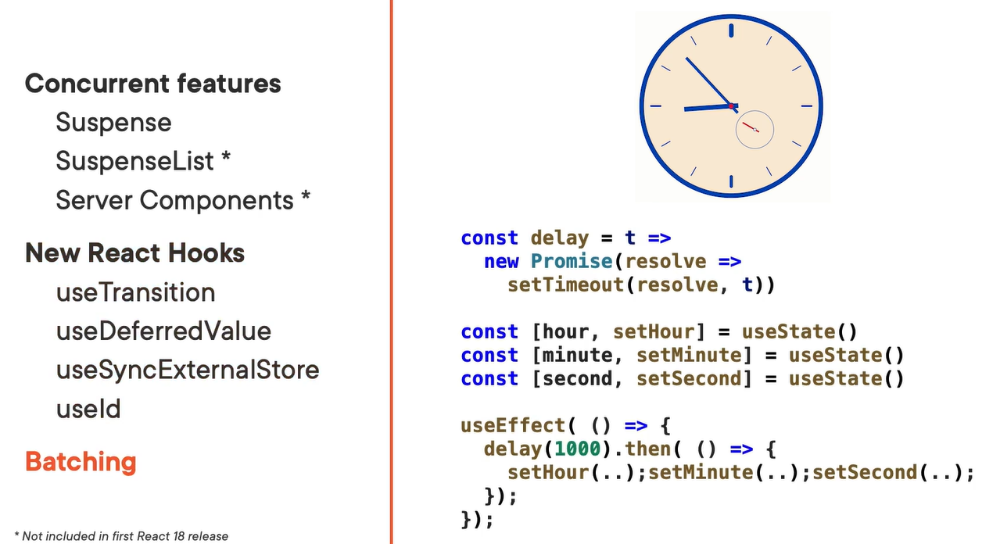 Concurrent features
Suspense
SuspenseList *
Server Components *
New React Hooks
useTransition
useDeferredValue
useSyncExternalStore
useId
Batching
* Not included in first React 18 release
const delay = t =>
  new Promise(resolve =>
    setTimeout(resolve, t))
const [hour, setHour] = useState()
const [minute, setMinute] = useState()
const [second, setSecond] = useState()
useEffect( () => {
  delay(1000).then( () => {
    setHour(..);setMinute(..);setSecond(..);
  });
});